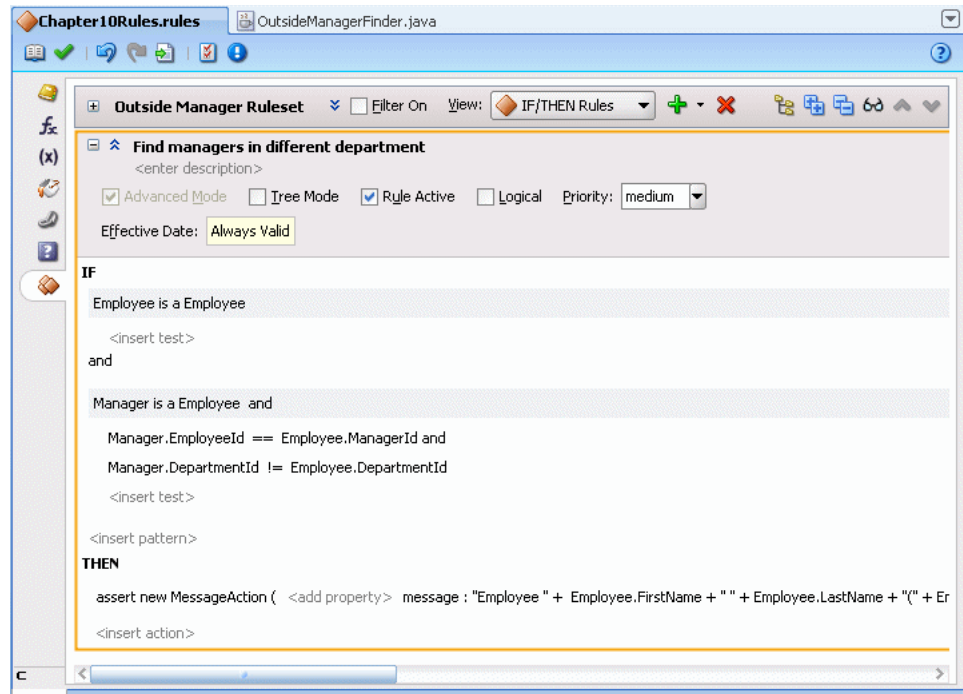 Chapter10Rules.rules OutsideManagerFinder.java
Outside Manager Ruleset Filter On View: IF/THEN Rules
Find managers in different department
<enter description>
Advanced Mode Tree Mode Rule Active Logical Priority: medium
Effective Date: Always Valid
IF
Employee is a Employee
<insert test>
and
Manager is a Employee and
Manager.EmployeeId == Employee.ManagerId and
Manager.DepartmentId != Employee.DepartmentId
<insert test>
<insert pattern>
THEN
assert new MessageAction ( <add property> message : "Employee " + Employee.FirstName + " " + Employee.LastName + "(" + Er
<insert action>